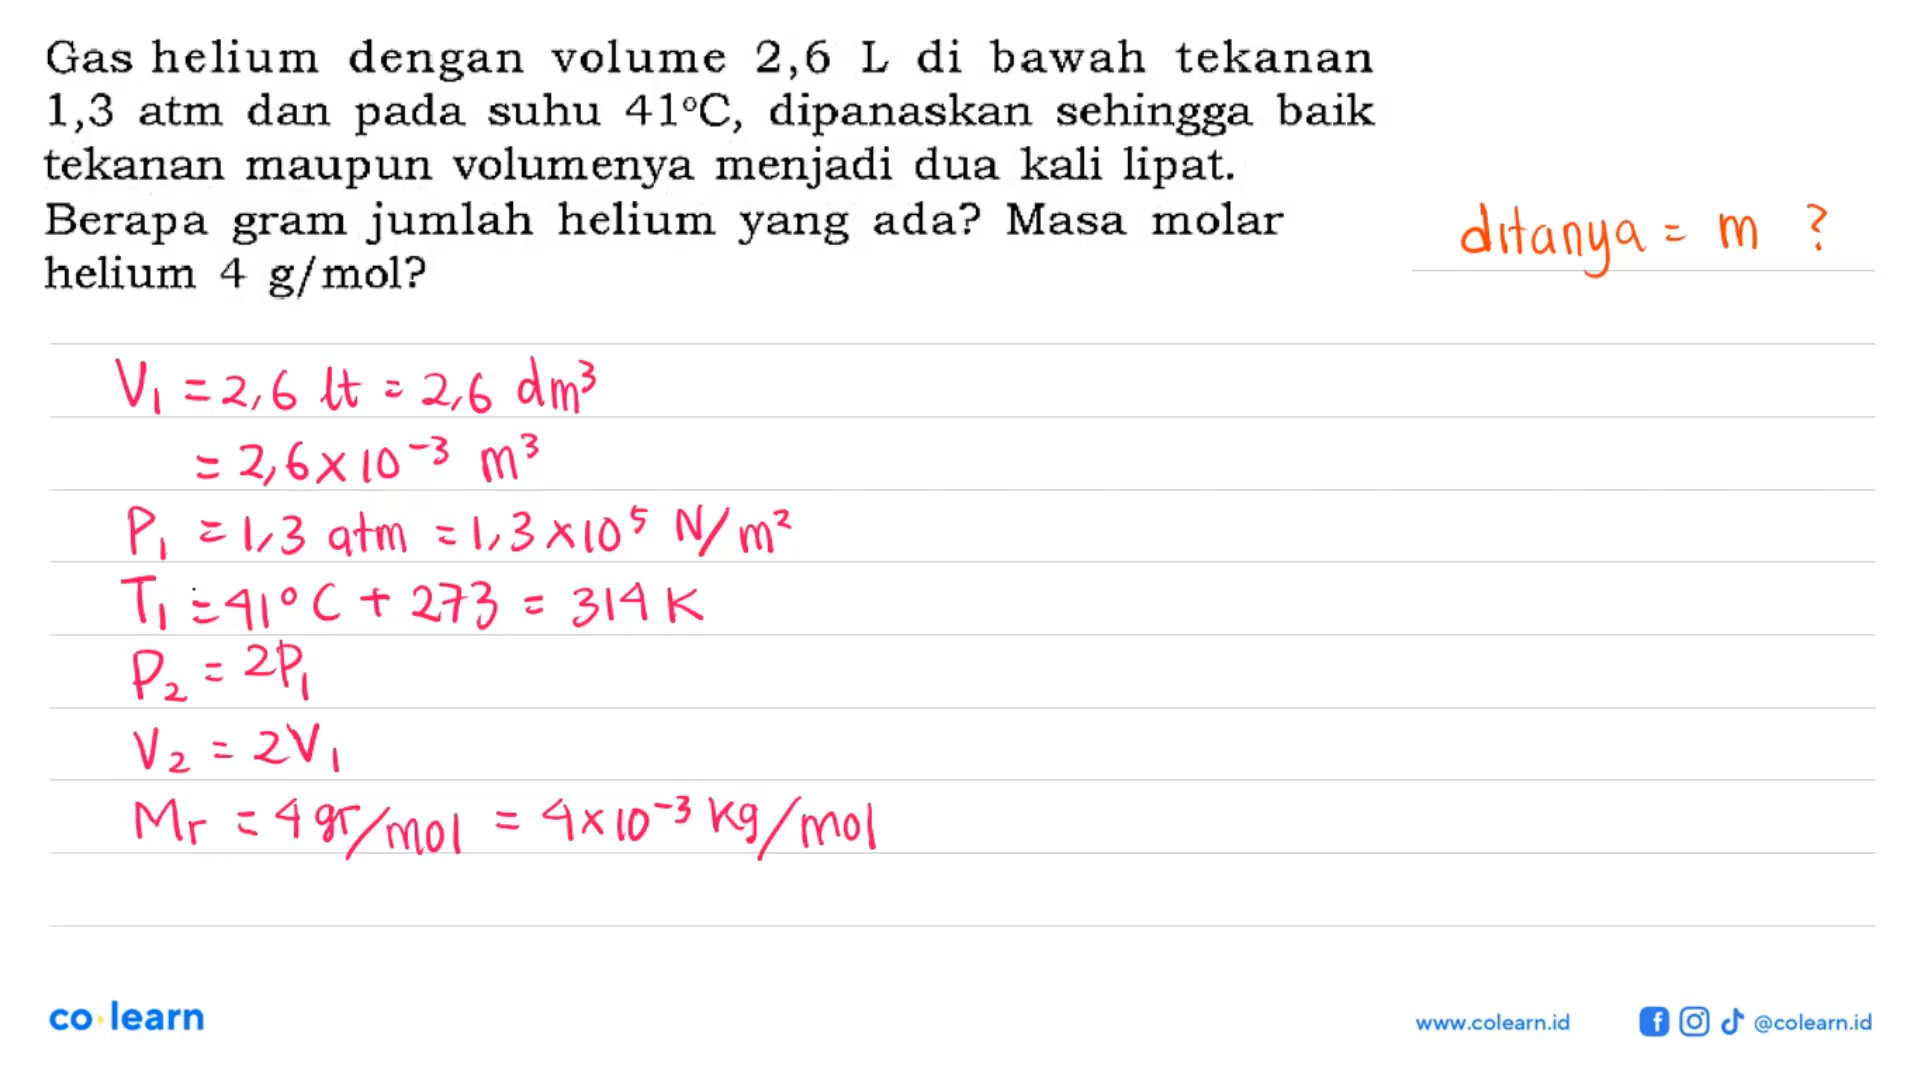 Gas helium dengan volume 2,6 L di bawah tekanan
1,3 atm dan pada suhu 41°C, dipanaskan sehingga baik
tekanan maupun volumenya menjadi dua kali lipat.
Berapa gram jumlah helium yang ada? Masa molar
helium 4 g/mol?
ditanya = m ?
V₁ = 2,6 lt = 2,6 dm³
= 2,6 × 10⁻³ m³
P₁ = 1,3 atm = 1,3 × 10⁵ N/m²
T₁ = 41°C + 273 = 314 K
P₂ = 2P₁
V₂ = 2V₁
Mr = 4 gr/mol = 4 × 10⁻³ kg/mol
co learn
www.colearn.id
@colearn.id